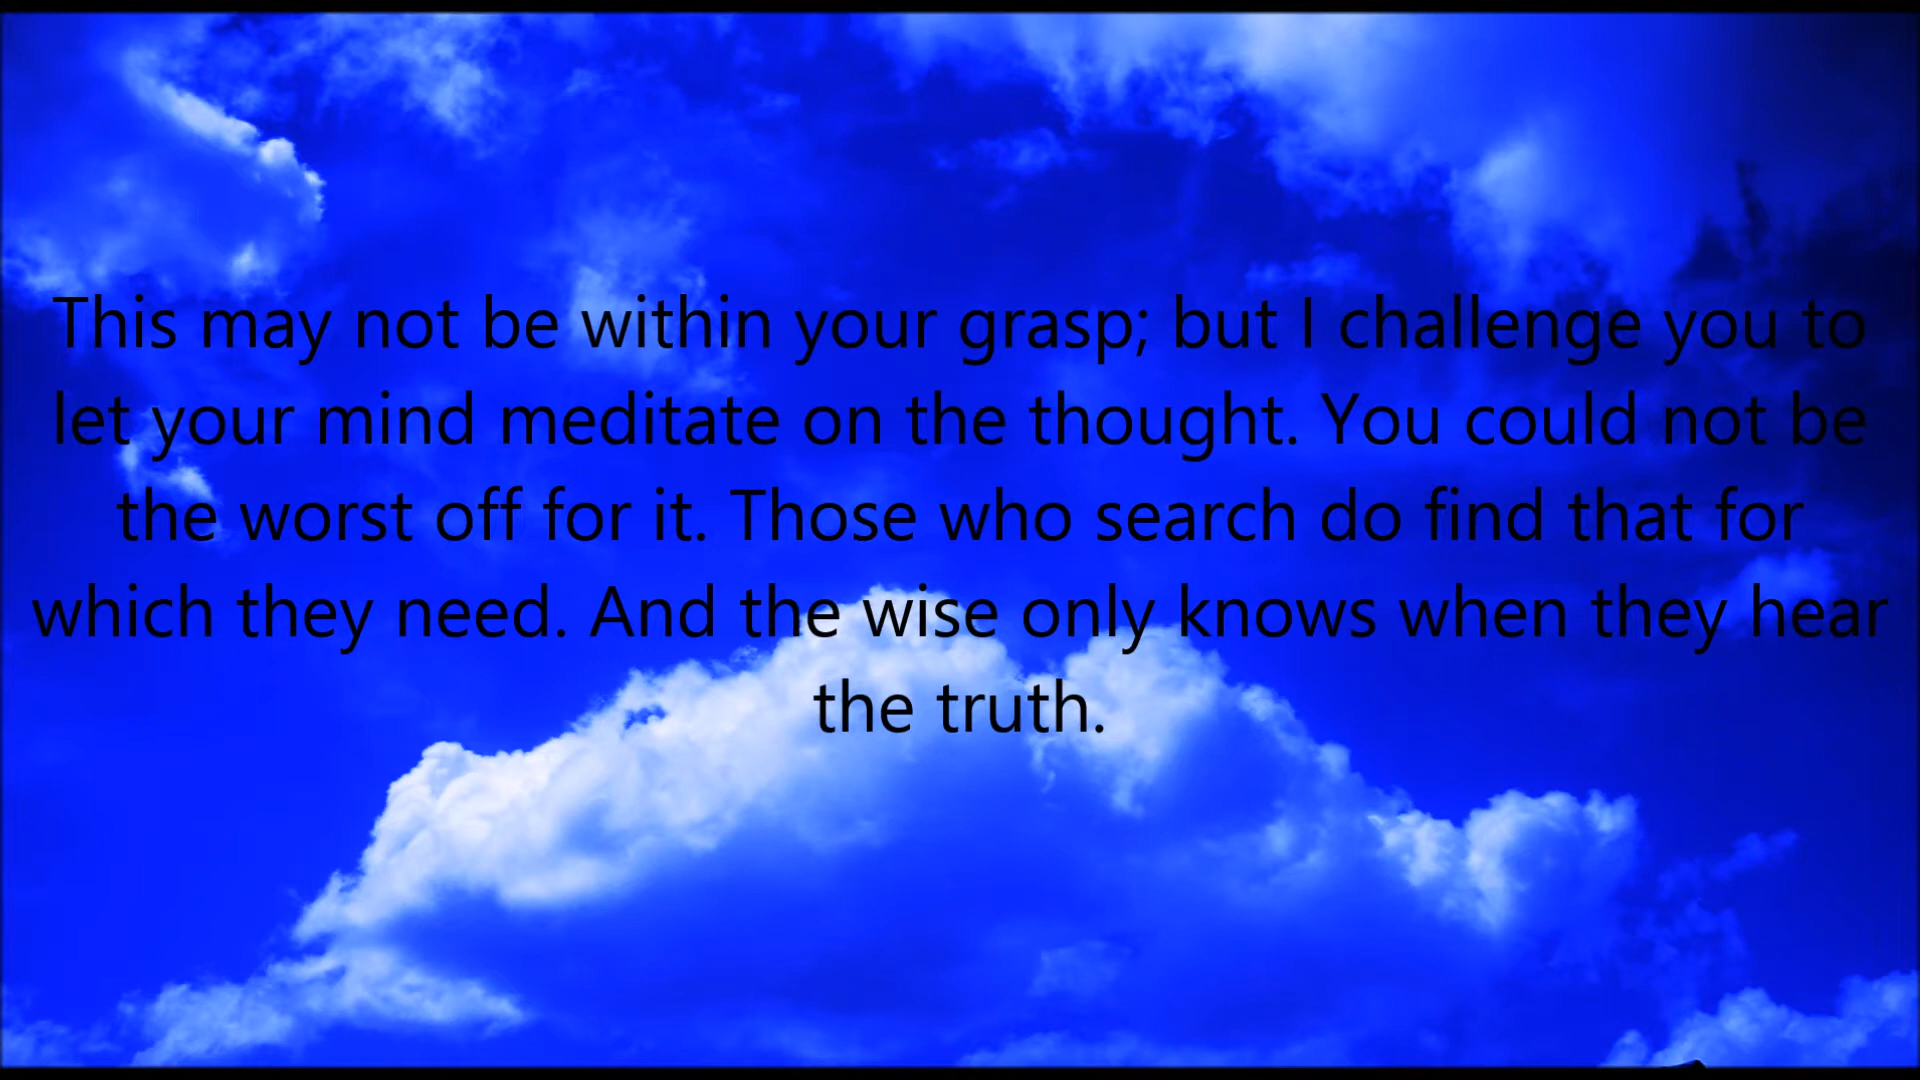 This may not be within your grasp; but I challenge you to
let your mind meditate on the thought. You could not be
the worst off for it. Those who search do find that for
which they need. And the wise only knows when they hear
the truth.